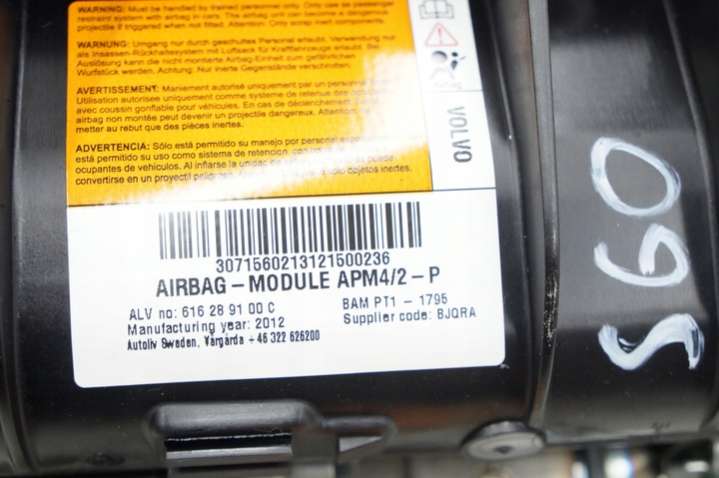 WARNING: Must be handled by trained personnel only. Only use as passenger
restraint system with airbag in cars. The airbag unit can become a dangerous
projectile if triggered when not fitted. Attention: Only scrap inert components.
WARNUNG: Umgang nur durch geschultes Personal erlaubt. Verwendung nur
als Insassen-Rückhaltesystem mit Luftsack für Kraftfahrzeuge erlaubt. Bei
Auslösung kann die nicht montierte Airbag-Einheit zum gefährlichen
Wurfstück werden. Achtung: Nur inerte Gegenstände verschrotten.
AVERTISSEMENT: Maniement autorisé uniquement par un personnel
Utilisation autorisée uniquement comme système de retenue
avec coussin gonflable pour véhicules. En cas de déclenchement,
airbag non montée peut devenir un projectile dangereux. Attention:
metter au rebut que des pièces inertes.
ADVERTENCIA: Sólo está permitido su manejo por personal
está permitido su uso como sistema de retención, con
ocupantes de vehículos. Al inflarse la unidad de puede
convertirse en un proyectil objetos inertes.
Airbag
VOLVO
3071560213121500236
AIRBAG - MODULE APM4/2 - P
ALV no: 616 28 91 00 C BAM PT1 - 1795
Manufacturing year: 2012 Supplier code: BJQRA
Autoliv Sweden, Vårgårda +46 322 626200
S60